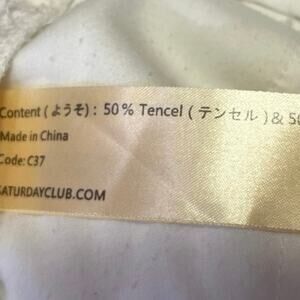 Content (ようそ): 50% Tencel (テンセル)& 50
Made in China
Code: C37
SATURDAYCLUB.COM